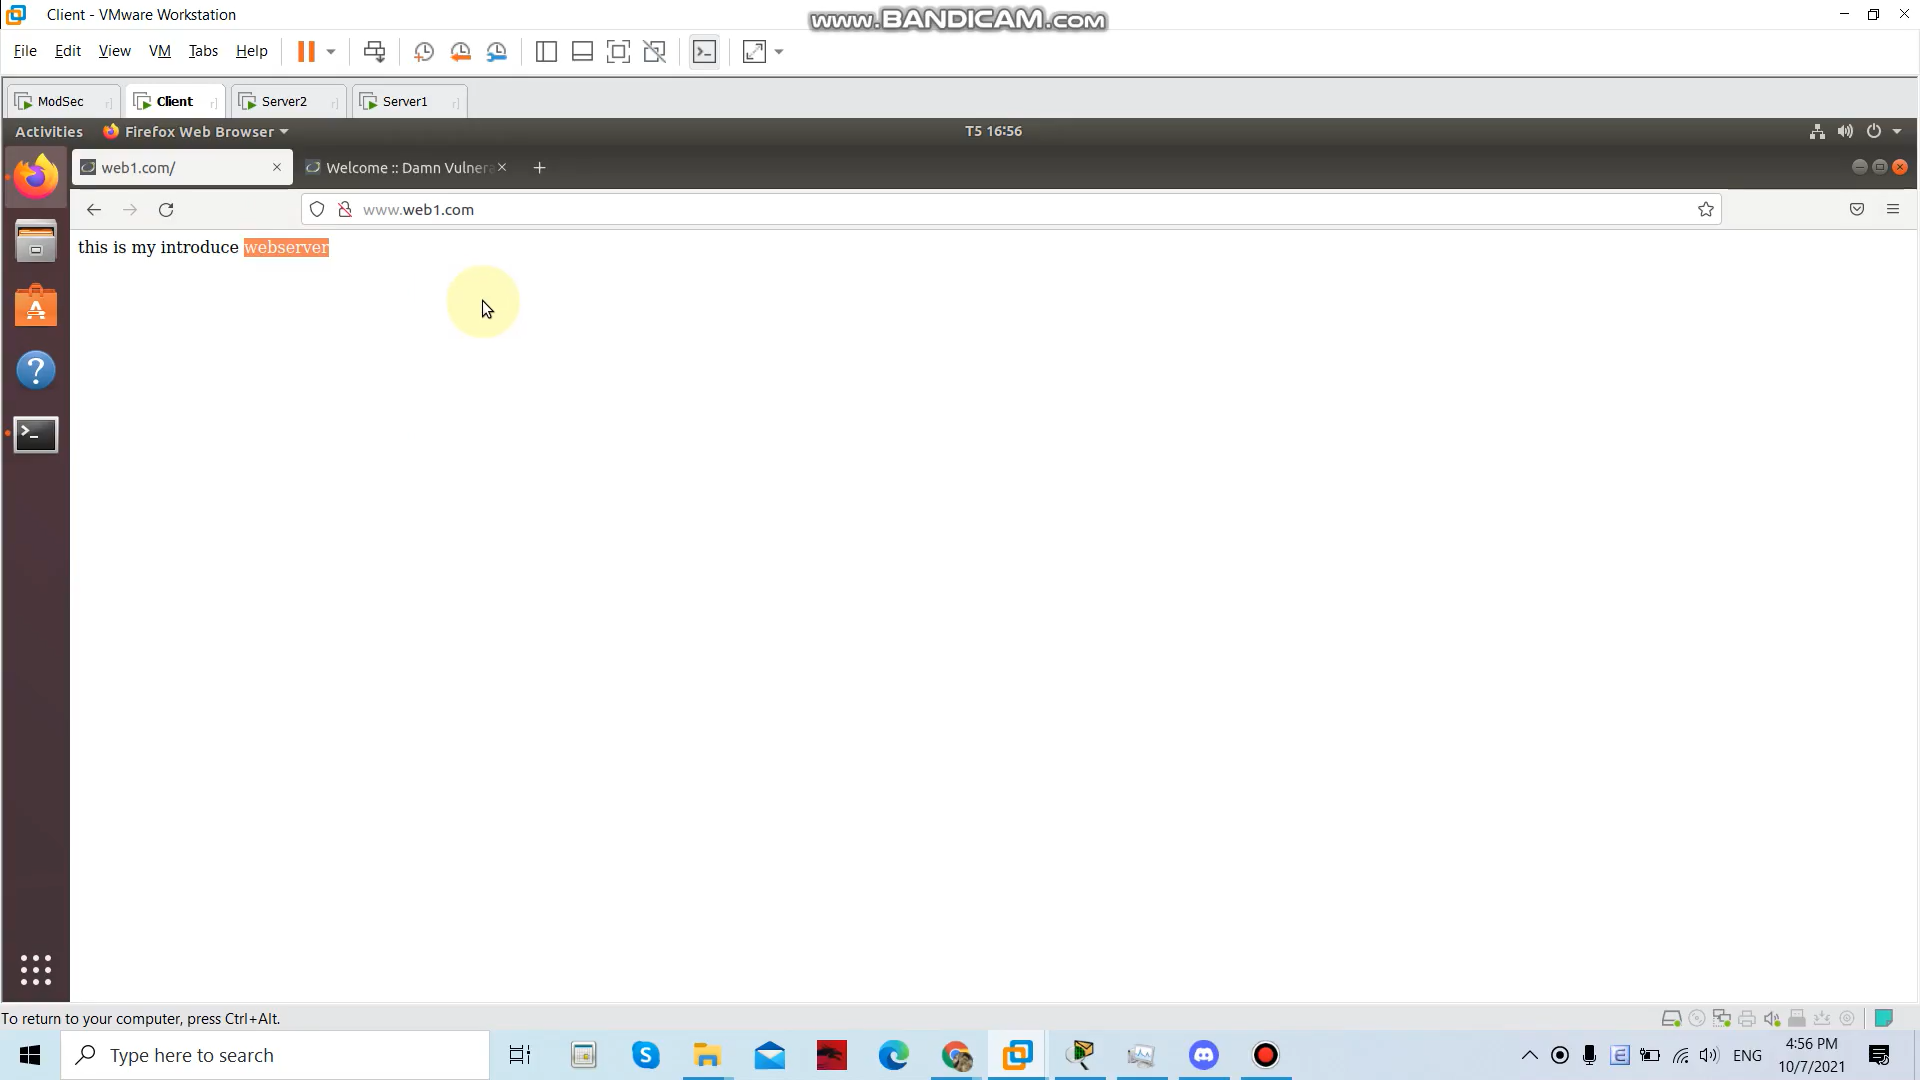 Client - VMware Workstation
www.BANDICAM.com
File Edit View VM Tabs Help
ModSec Client Server2 Server1
Activities Firefox Web Browser T5 16:56
web1.com/ Welcome :: Damn Vulnera
www.web1.com
this is my introduce webserver
To return to your computer, press Ctrl+Alt.
Type here to search
ENG
4:56 PM
10/7/2021